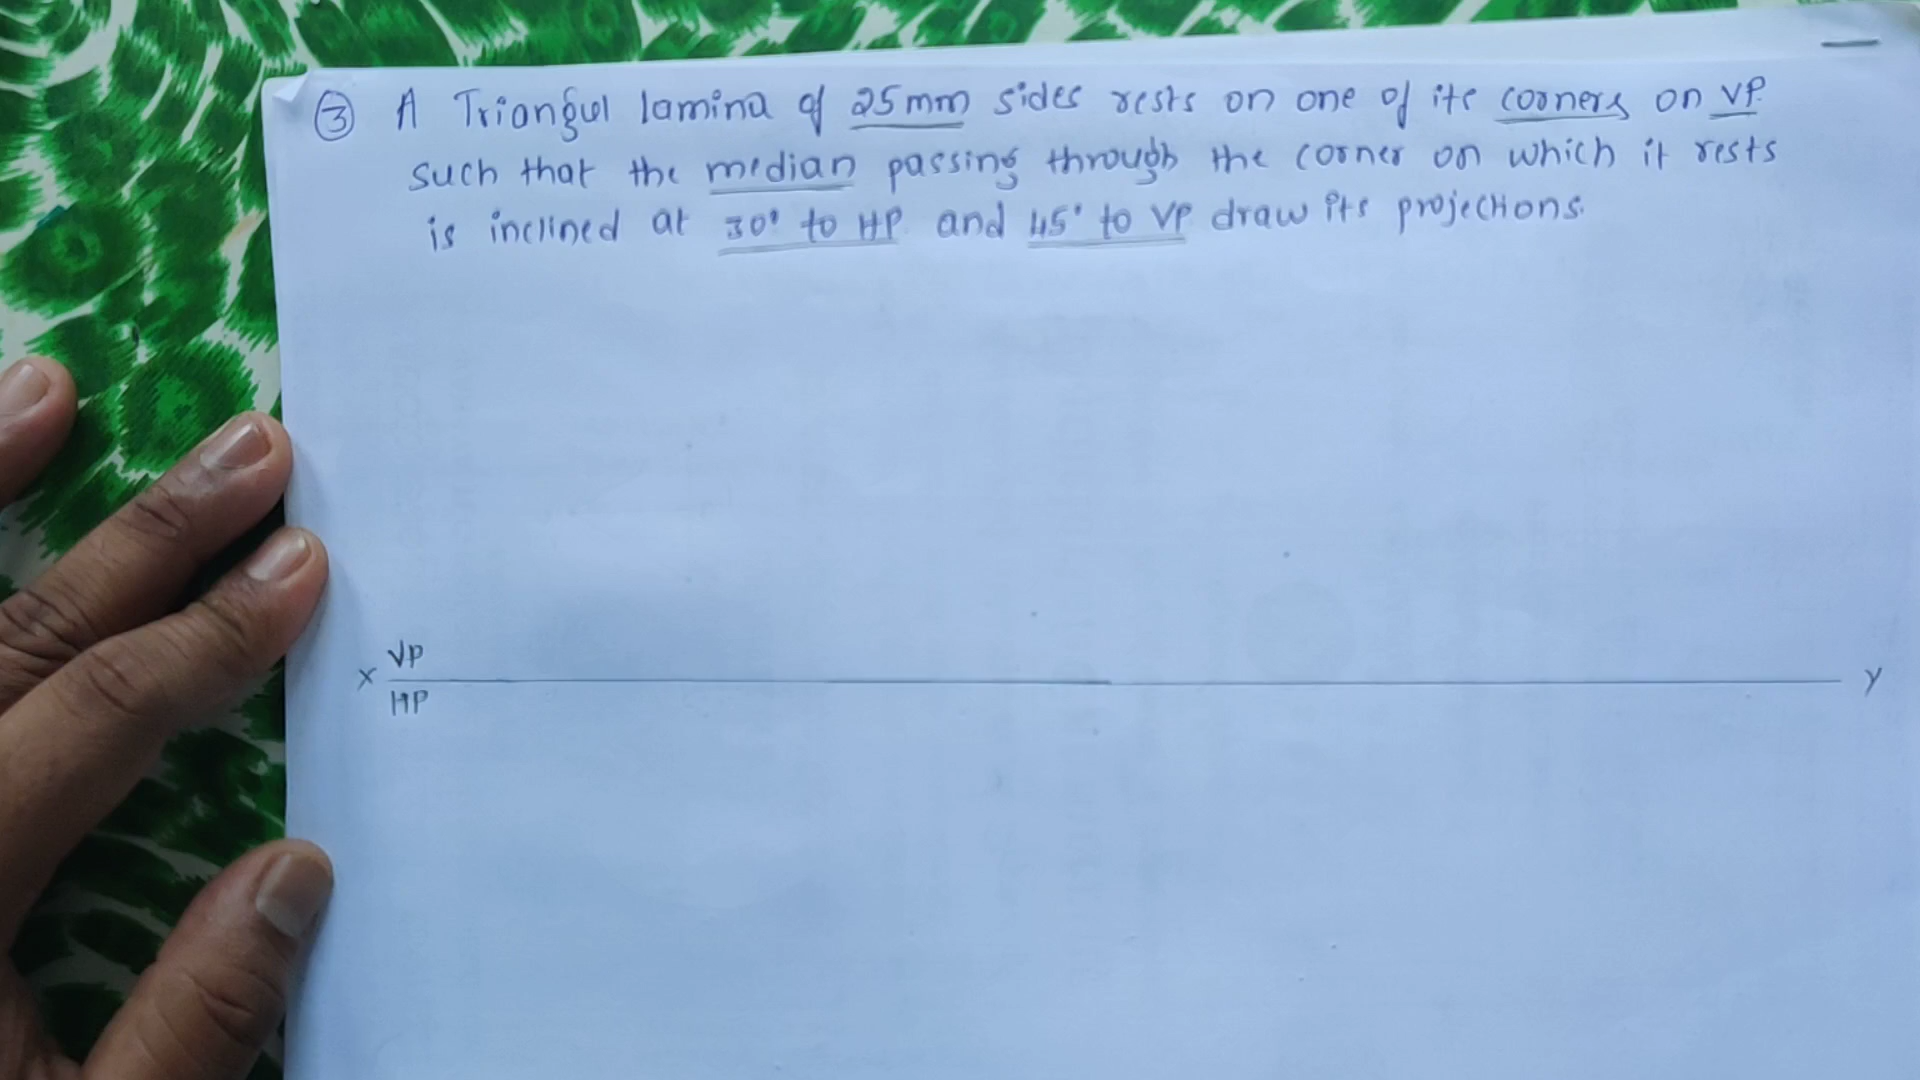 ③ A Triangul lamina of 25mm sides rests on one of its corners on VP.
such that the median passing through the corner on which it rests
is inclined at 30° to HP and 45° to VP draw its projections.
VP
X Y
HP